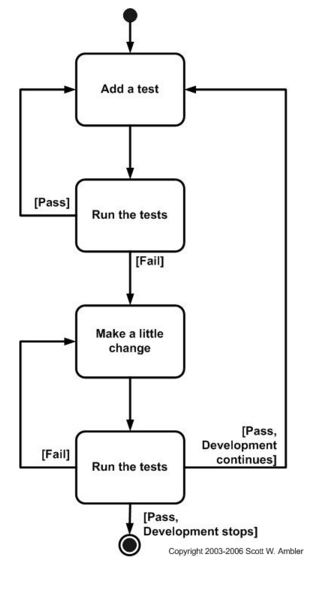 Add a test
[Pass]
Run the tests
[Fail]
Make a little
change
[Pass,
Development
continues]
[Fail]
Run the tests
[Pass,
Development stops]
Copyright 2003-2006 Scott W. Ambler